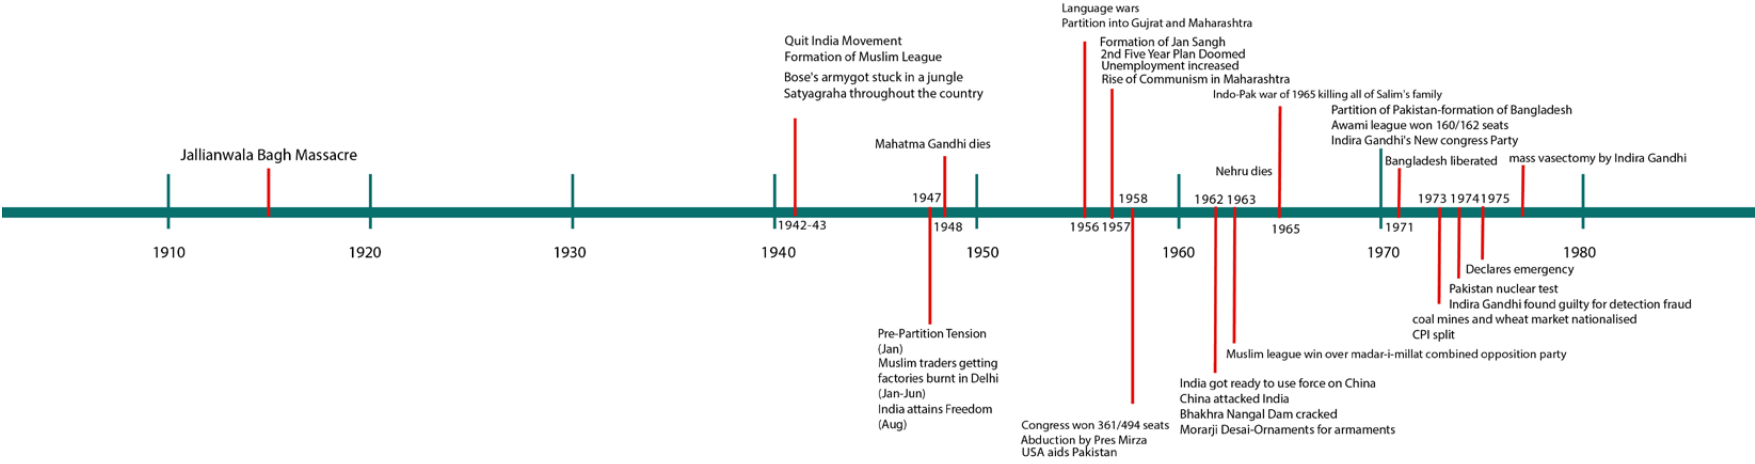 Language wars
Partition into Gujrat and Maharashtra
Quit India Movement
Formation of Muslim League
Bose's armygot stuck in a jungle
Satyagraha throughout the country
Formation of Jan Sangh
2nd Five Year Plan Doomed
Unemployment increased
Rise of Communism in Maharashtra
Indo-Pak war of 1965 killing all of Salim's family
Partition of Pakistan-formation of Bangladesh
Awami league won 160/162 seats
Indira Gandhi's New congress Party
Jallianwala Bagh Massacre
Mahatma Gandhi dies
Nehru dies
Bangladesh liberated
mass vasectomy by Indira Gandhi
1947
1958
1962
1963
1973
1974
1975
1942-43
1948
1956
1957
1965
1971
1910
1920
1930
1940
1950
1960
1970
1980
Declares emergency
Pakistan nuclear test
Indira Gandhi found guilty for detection fraud
coal mines and wheat market nationalised
CPI split
Pre-Partition Tension
(Jan)
Muslim traders getting
factories burnt in Delhi
(Jan-Jun)
India attains Freedom
(Aug)
Muslim league win over madar-i-millat combined opposition party
India got ready to use force on China
China attacked India
Bhakhra Nangal Dam cracked
Morarji Desai-Ornaments for armaments
Congress won 361/494 seats
Abduction by Pres Mirza
USA aids Pakistan